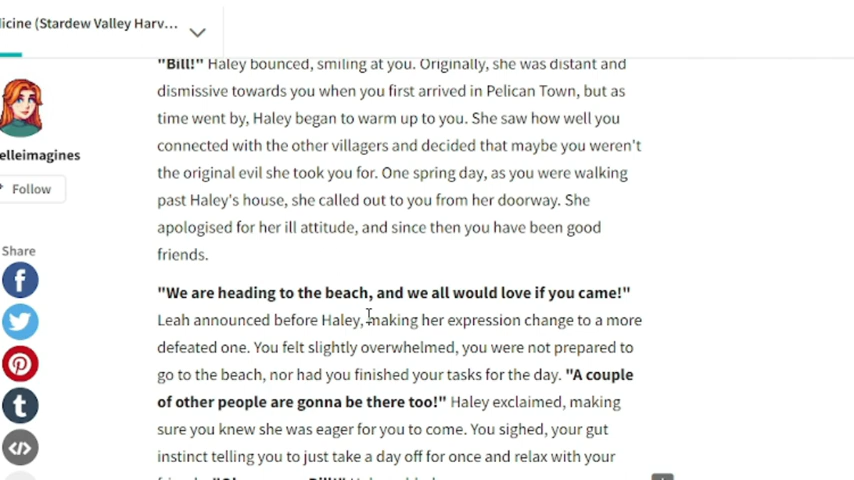 icine (Stardew Valley Harv...
"Bill!" Haley bounced, smiling at you. Originally, she was distant and
dismissive towards you when you first arrived in Pelican Town, but as
time went by, Haley began to warm up to you. She saw how well you
connected with the other villagers and decided that maybe you weren't
the original evil she took you for. One spring day, as you were walking
past Haley's house, she called out to you from her doorway. She
apologised for her ill attitude, and since then you have been good
friends.
elleimagines
Follow
Share
"We are heading to the beach, and we all would love if you came!"
Leah announced before Haley, making her expression change to a more
defeated one. You felt slightly overwhelmed, you were not prepared to
go to the beach, nor had you finished your tasks for the day. "A couple
of other people are gonna be there too!" Haley exclaimed, making
sure you knew she was eager for you to come. You sighed, your gut
instinct telling you to just take a day off for once and relax with your